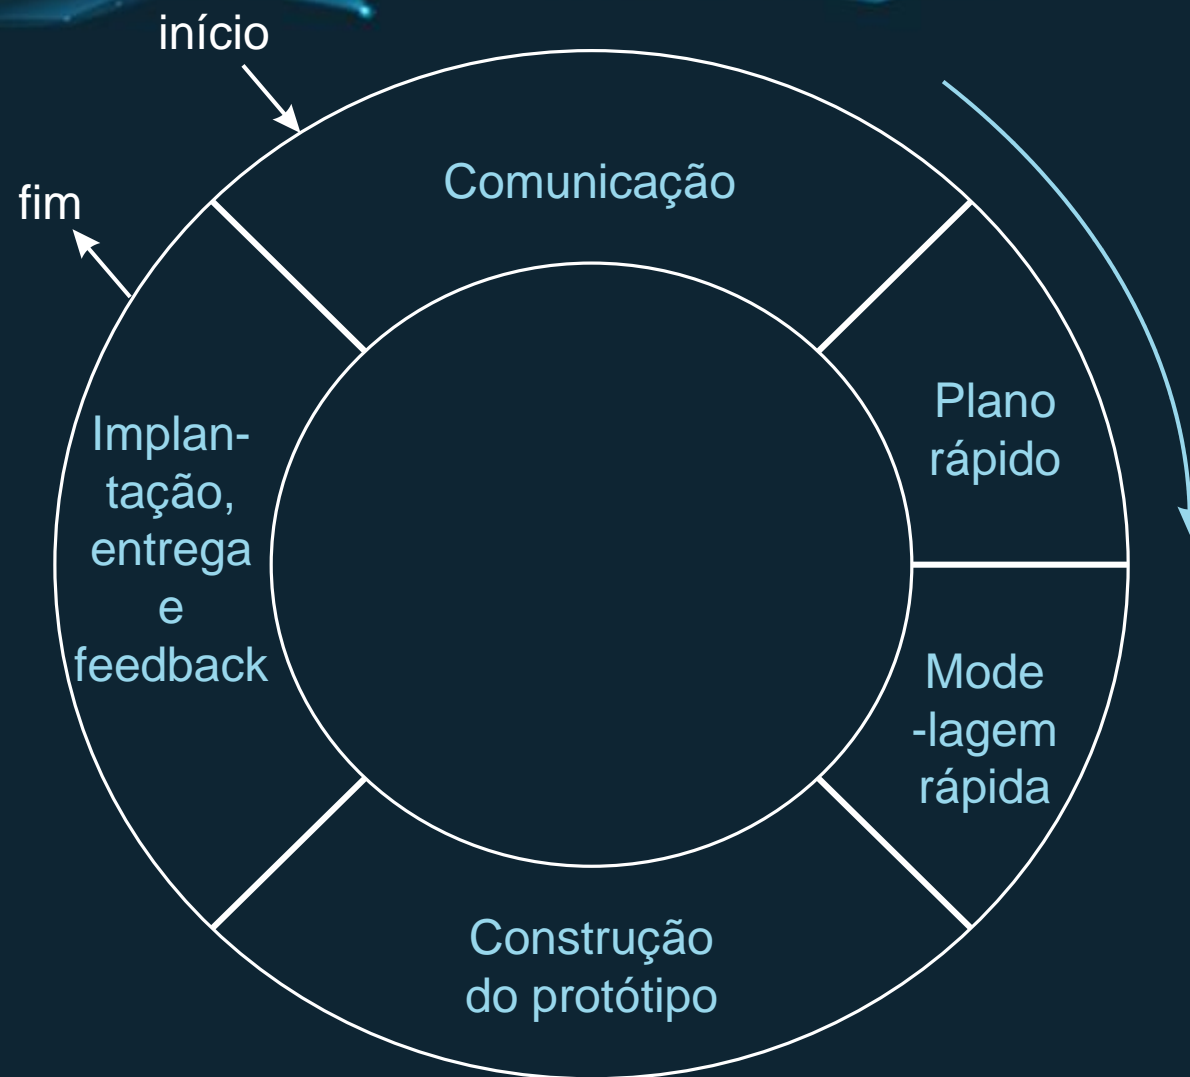 início
fim
Comunicação
Plano
rápido
Mode
-lagem
rápida
Construção
do protótipo
Implan-
tação,
entrega
e
feedback